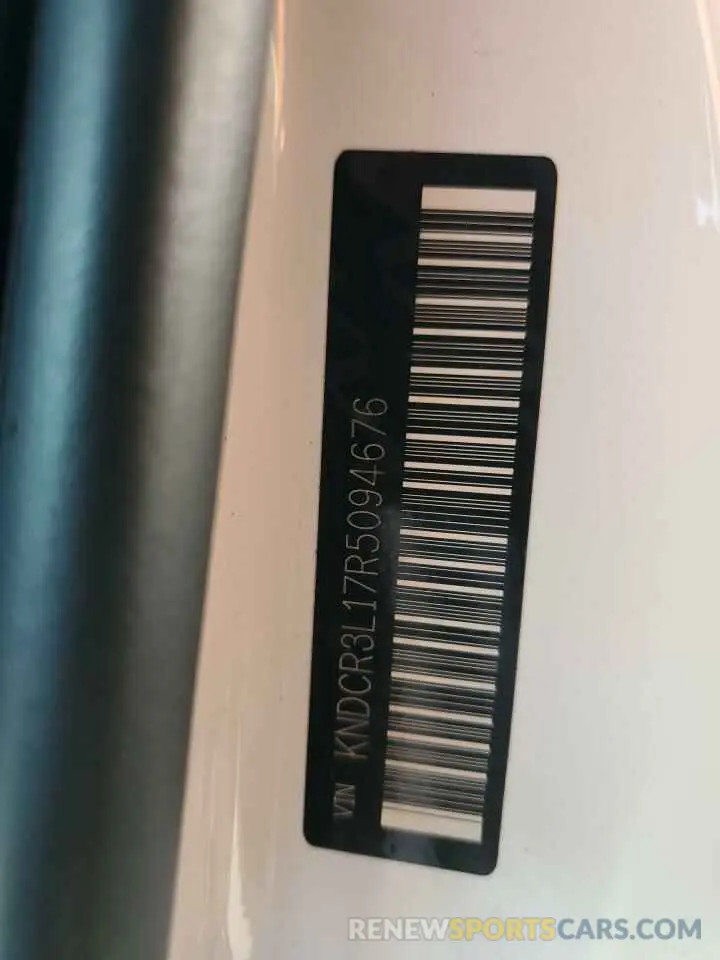 VIN KNDCR3L17R5094676
RENEWSPORTSCARS.COM